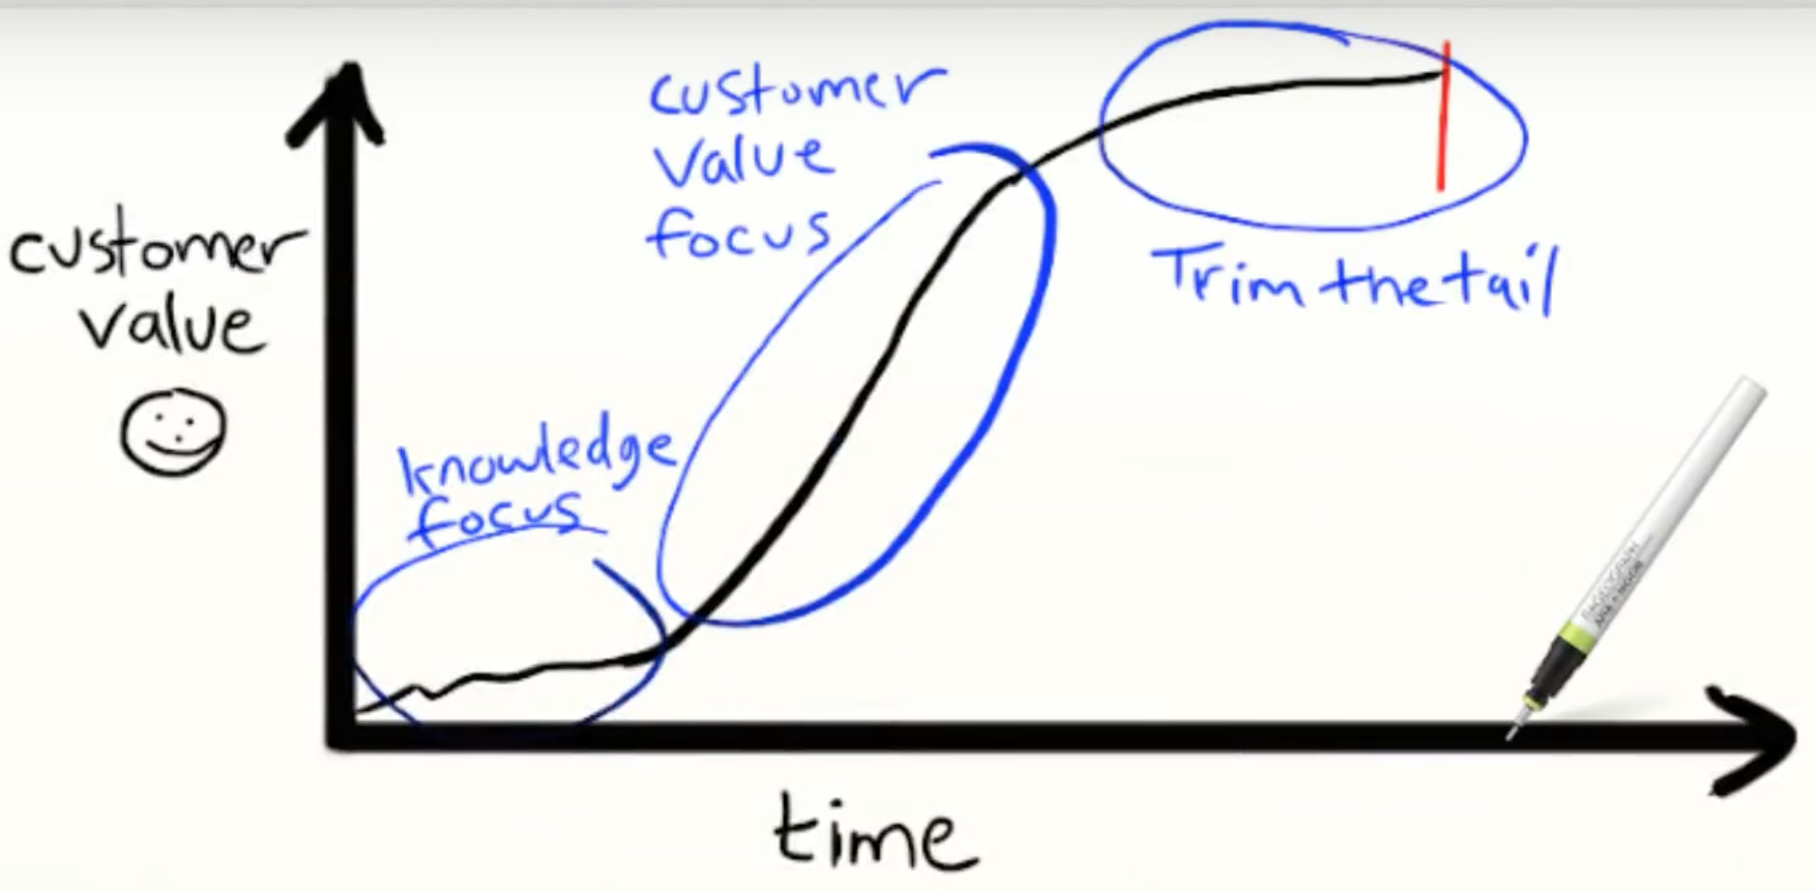 customer
value
focus
customer
value
Trim the tail
knowledge
focus
time